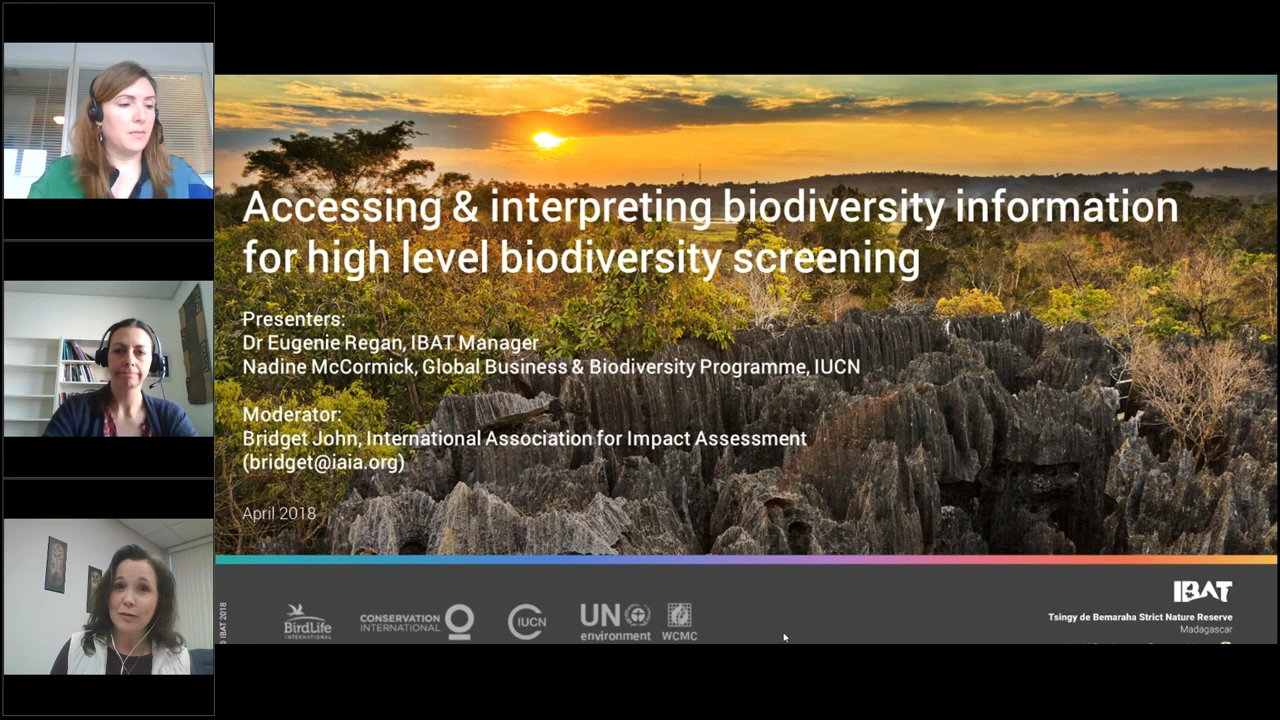 Accessing & interpreting biodiversity information
for high level biodiversity screening
Presenters:
Dr Eugenie Regan, IBAT Manager
Nadine McCormick, Global Business & Biodiversity Programme, IUCN
Moderator:
Bridget John, International Association for Impact Assessment
(bridget@iaia.org)
April 2018
© IBAT 2018
BirdLife
INTERNATIONAL
CONSERVATION
INTERNATIONAL
IUCN
UN
environment
WCMC
IBAT
Tsingy de Bemaraha Strict Nature Reserve
Madagascar